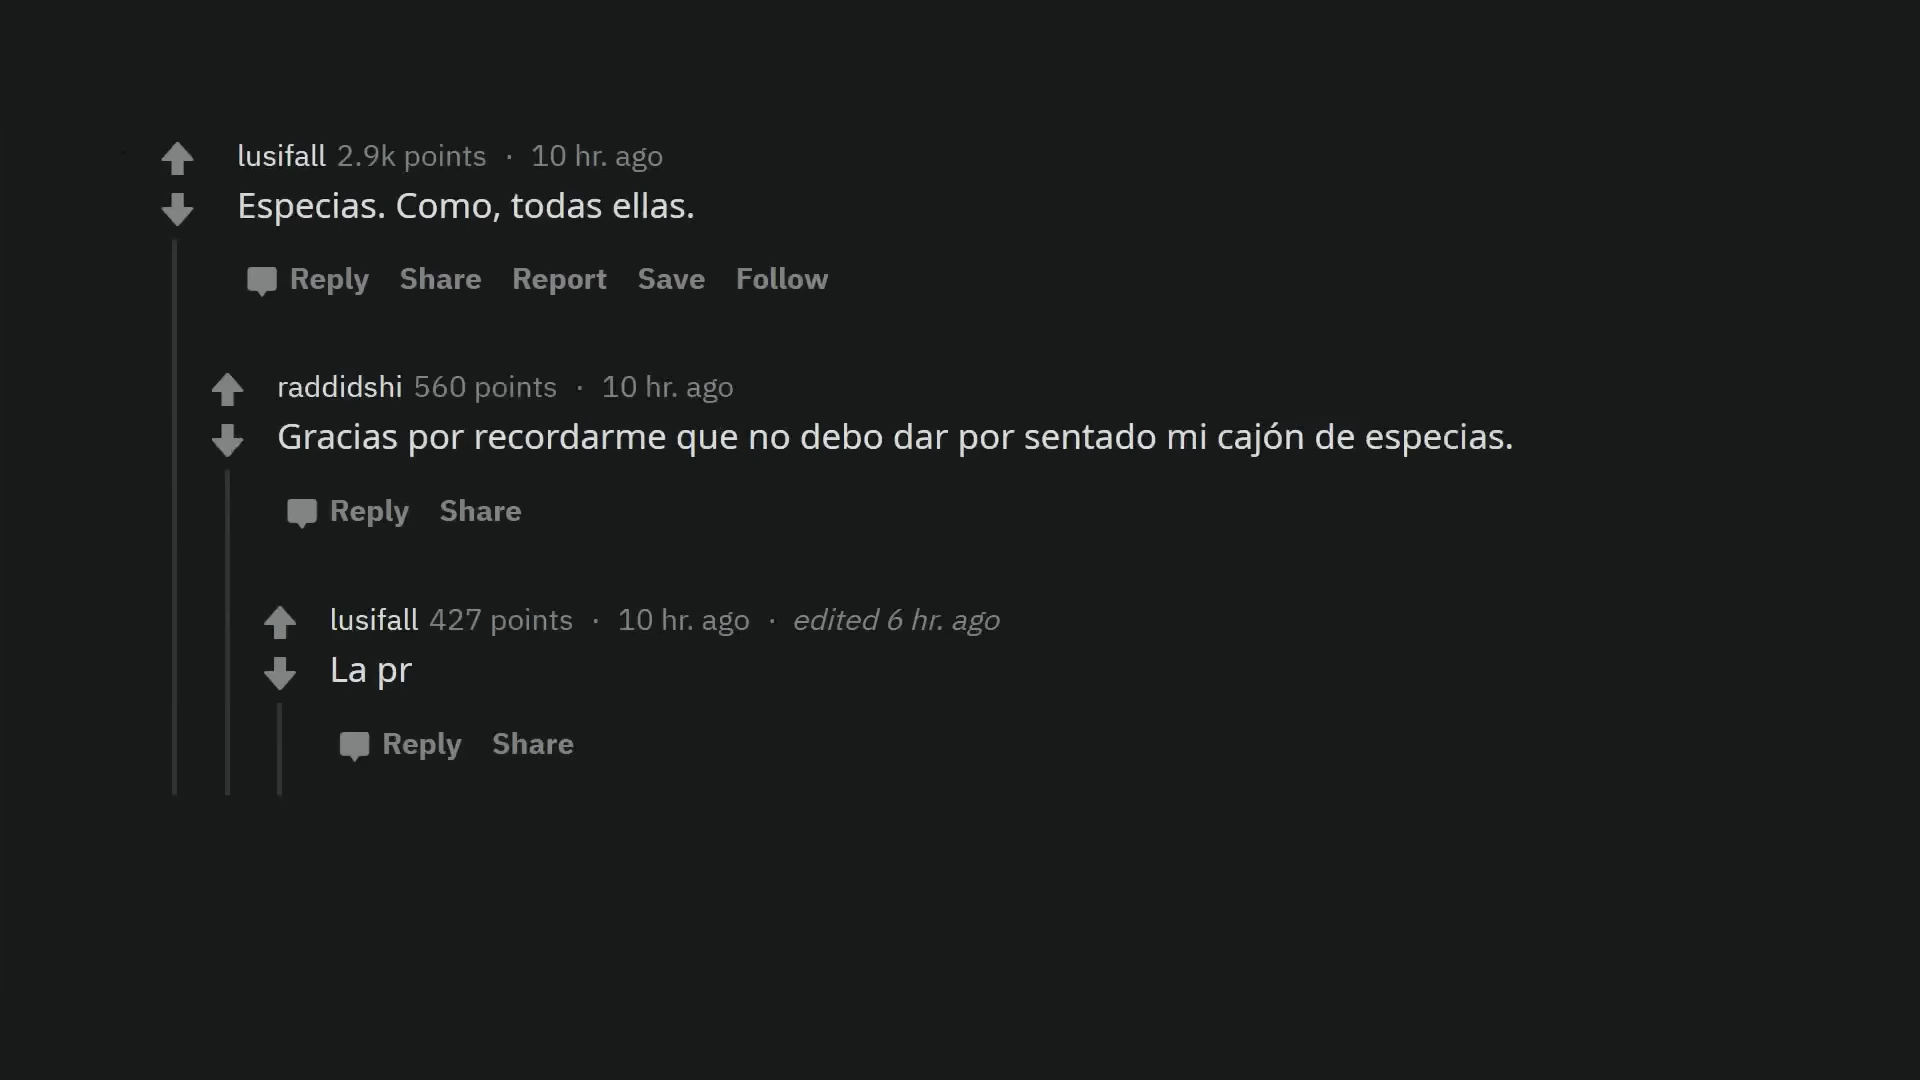 lusifall 2.9k points · 10 hr. ago
Especias. Como, todas ellas.
Reply Share Report Save Follow
raddidshi 560 points · 10 hr. ago
Gracias por recordarme que no debo dar por sentado mi cajón de especias.
Reply Share
lusifall 427 points · 10 hr. ago · edited 6 hr. ago
La pr
Reply Share